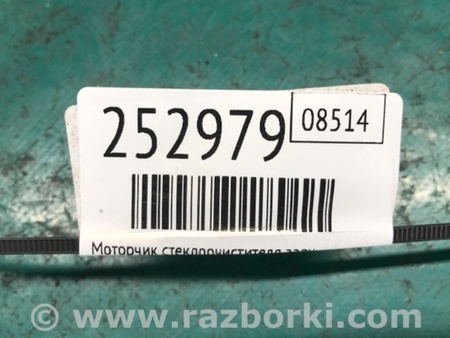 252979
08514
Моторчик стеклоочистителя
www.razborki.com